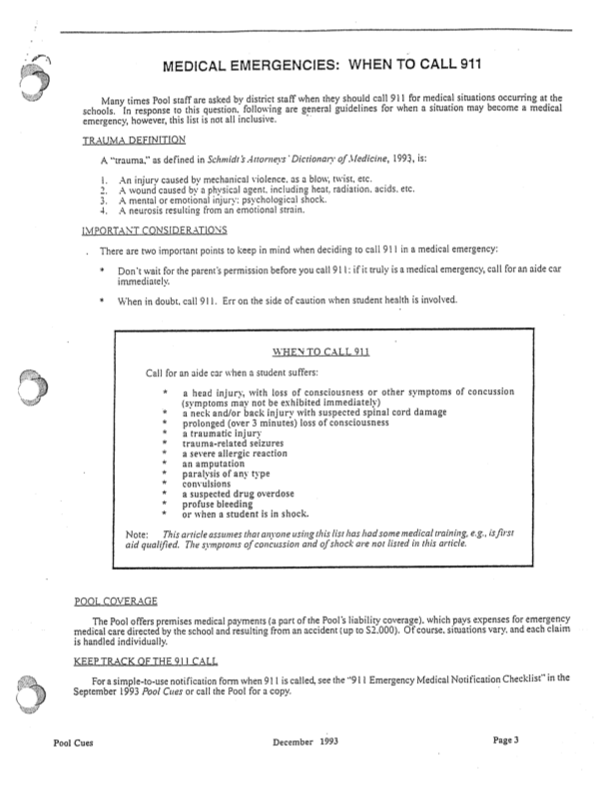 MEDICAL EMERGENCIES: WHEN TO CALL 911
Many times Pool staff are asked by district staff when they should call 911 for medical situations occurring at the
schools. In response to this question, following are general guidelines for when a situation may become a medical
emergency, however, this list is not all inclusive.
TRAUMA DEFINITION
A "trauma," as defined in Schmidt's Attorneys' Dictionary of Medicine, 1993, is:
1. An injury caused by mechanical violence, as a blow, twist, etc.
2. A wound caused by a physical agent, including heat, radiation, acids, etc.
3. A mental or emotional injury; psychological shock.
4. A neurosis resulting from an emotional strain.
IMPORTANT CONSIDERATIONS
There are two important points to keep in mind when deciding to call 911 in a medical emergency:
* Don't wait for the parent's permission before you call 911; if it truly is a medical emergency, call for an aide car
immediately.
* When in doubt, call 911. Err on the side of caution when student health is involved.
WHEN TO CALL 911
Call for an aide car when a student suffers:
* a head injury, with loss of consciousness or other symptoms of concussion
(symptoms may not be exhibited immediately)
* a neck and/or back injury with suspected spinal cord damage
* prolonged (over 3 minutes) loss of consciousness
* a traumatic injury
* trauma-related seizures
* a severe allergic reaction
* an amputation
* paralysis of any type
* convulsions
* a suspected drug overdose
* profuse bleeding
* or when a student is in shock.
Note: This article assumes that anyone using this list has had some medical training, e.g., is first
aid qualified. The symptoms of concussion and of shock are not listed in this article.
POOL COVERAGE
The Pool offers premises medical payments (a part of the Pool's liability coverage), which pays expenses for emergency
medical care directed by the school and resulting from an accident (up to $2,000). Of course, situations vary, and each claim
is handled individually.
KEEP TRACK OF THE 911 CALL
For a simple-to-use notification form when 911 is called, see the "911 Emergency Medical Notification Checklist" in the
September 1993 Pool Cues or call the Pool for a copy.
Pool Cues December 1993 Page 3